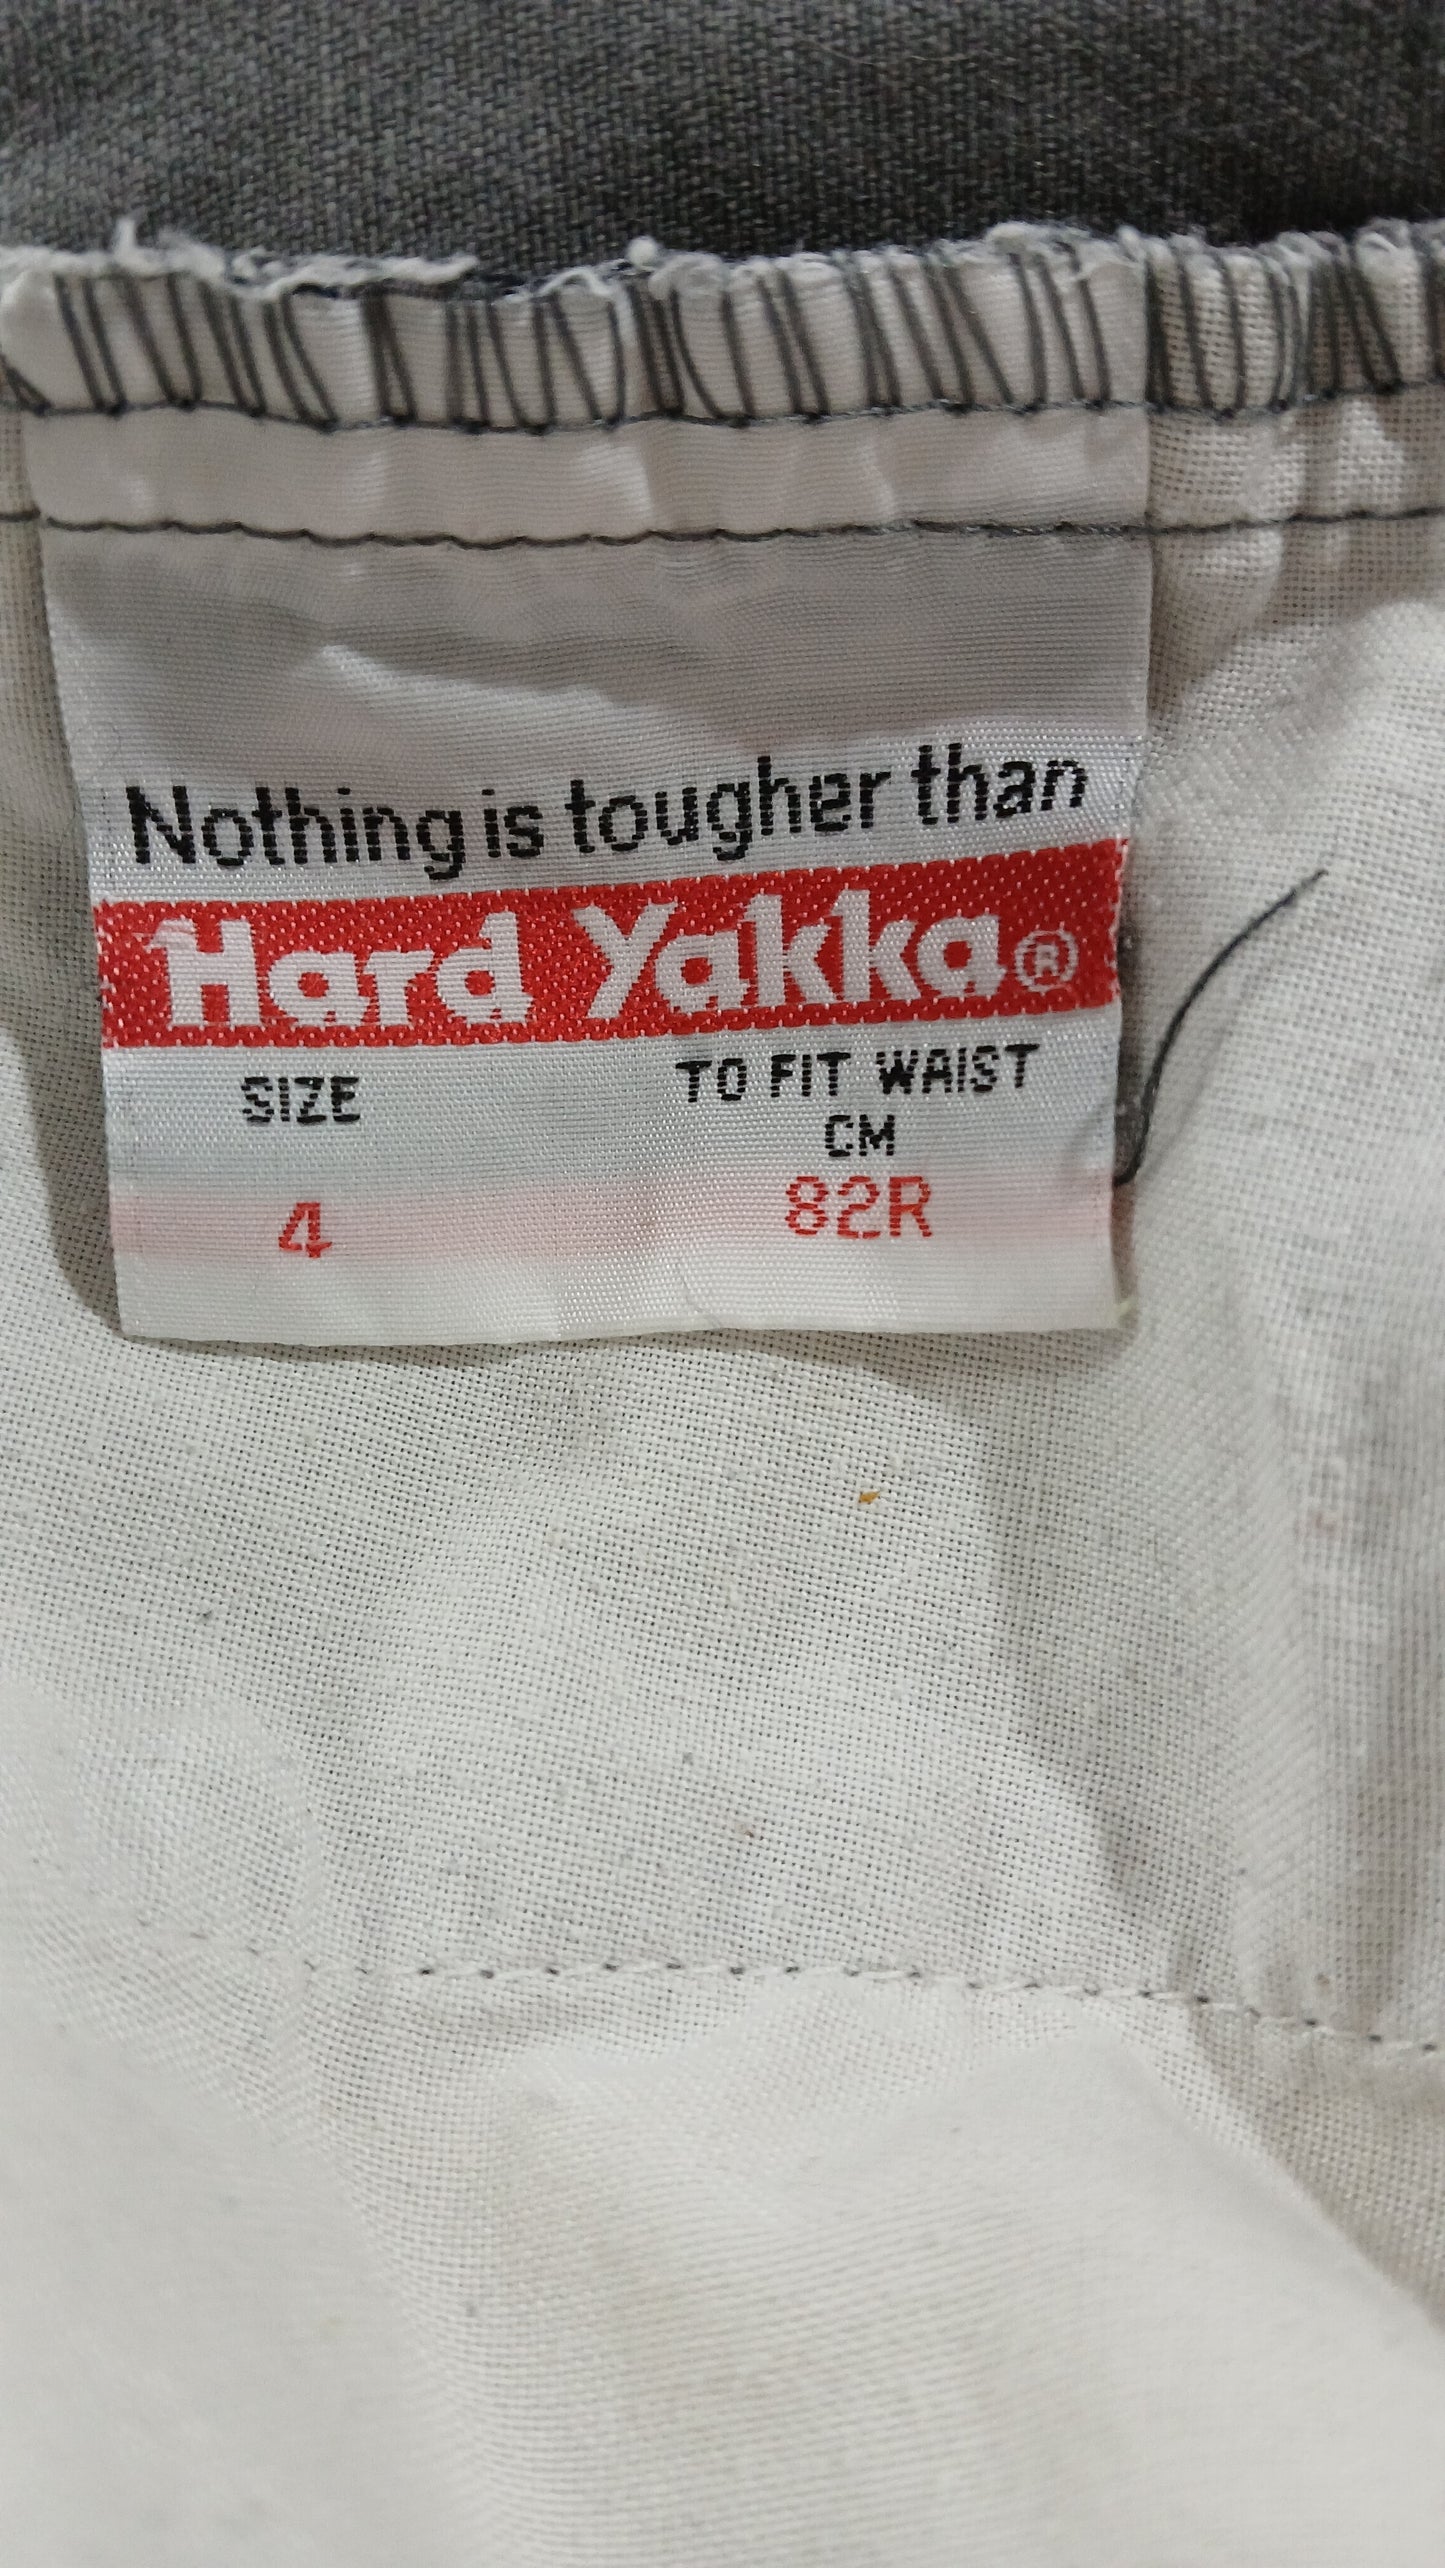 Nothing is tougher than
Hard Yakka®
SIZE TO FIT WAIST
CM
4 82R